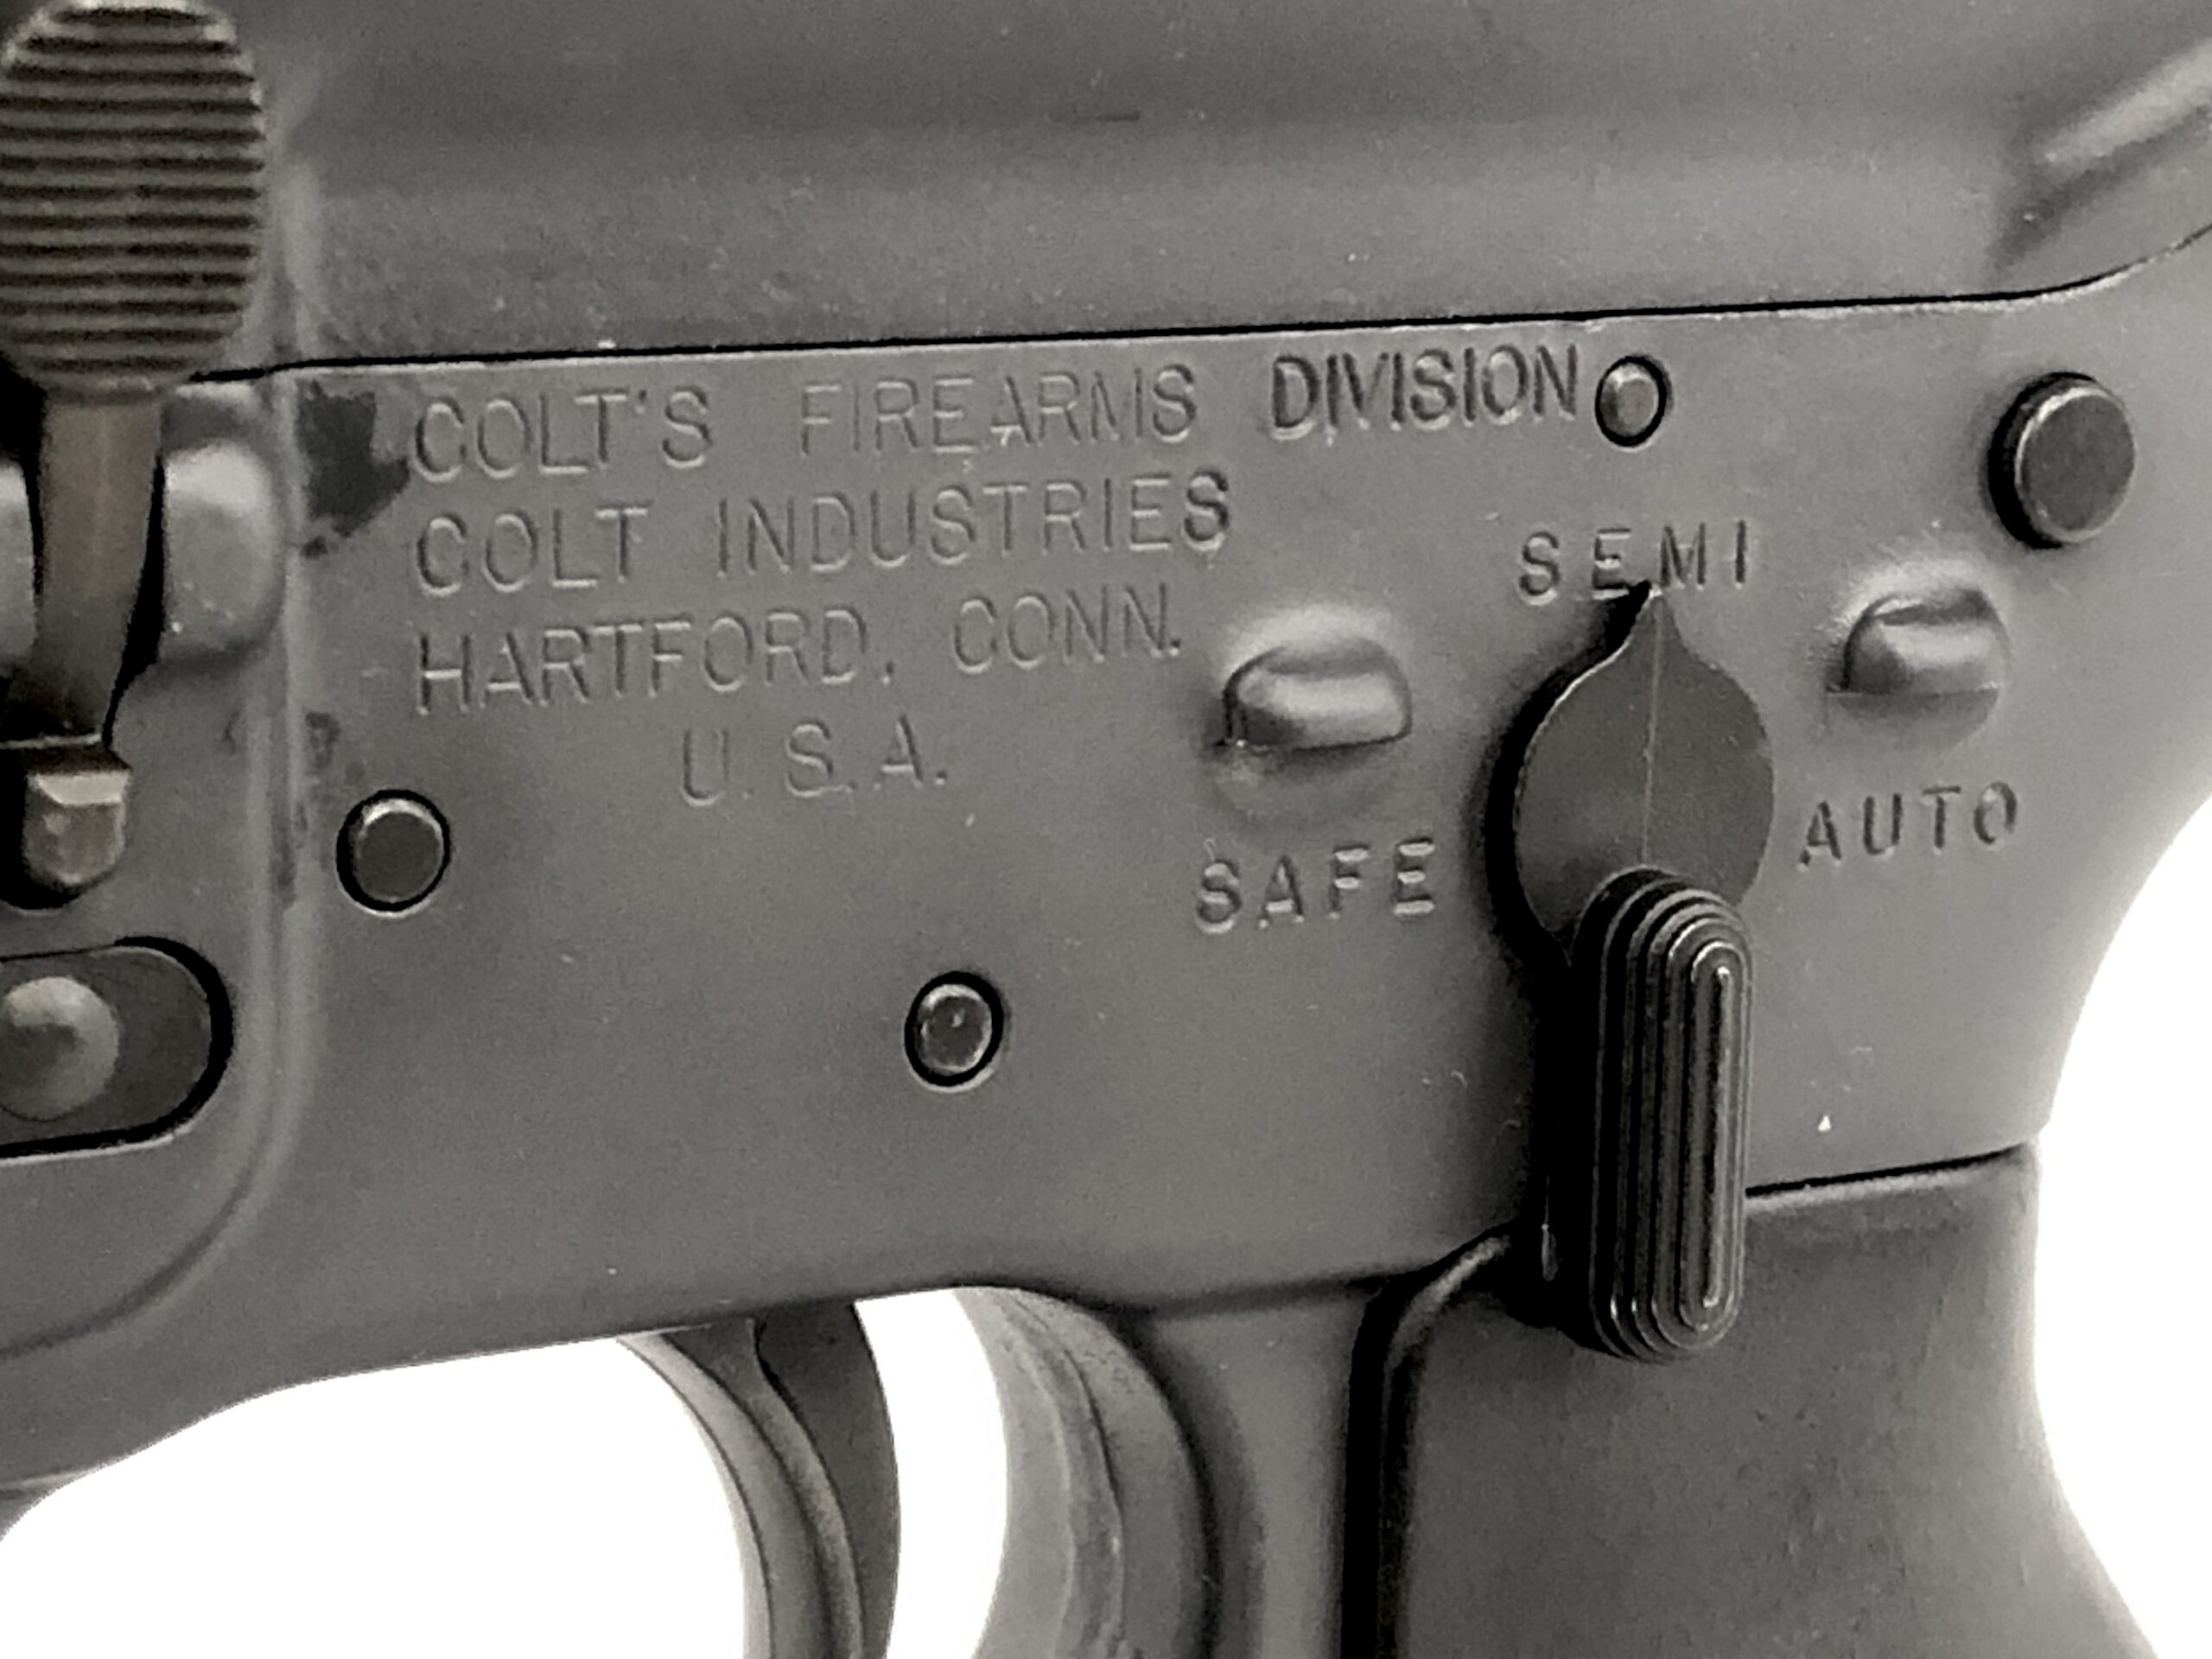 COLT'S FIREARMS DIVISION
COLT INDUSTRIES
HARTFORD, CONN.
U.S.A.
SEMI
SAFE
AUTO